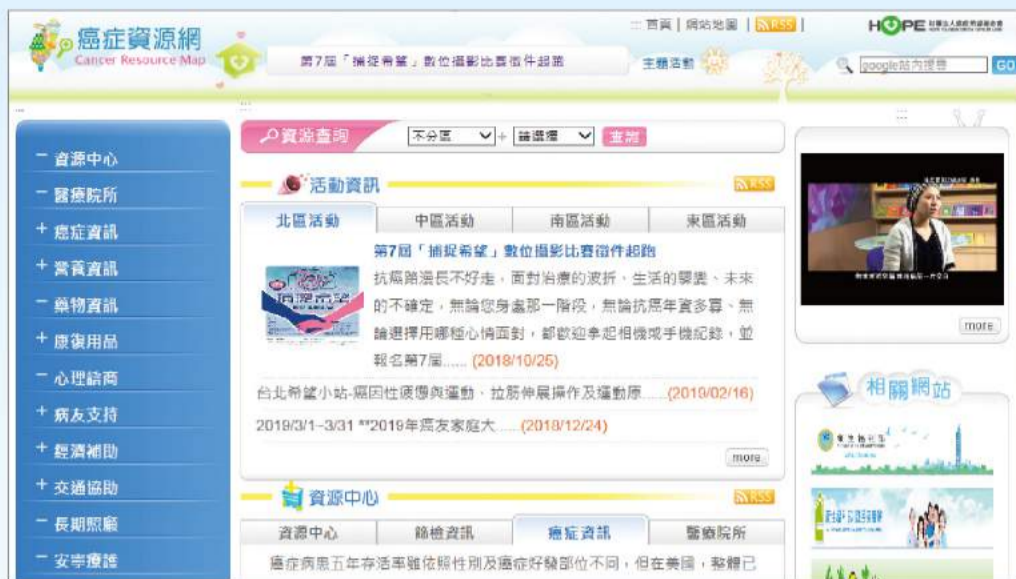 癌症資源網
Cancer Resource Map
首頁 | 網站地圖 | RSS |
HOPE
第7屆「捕捉希望」數位攝影比賽徵件起跑
主題活動
google站內搜尋 GO
資源查詢
不分區 + 請選擇 查詢
－ 資源中心
－ 醫療院所
＋ 癌症資訊
＋ 營養資訊
－ 藥物資訊
＋ 康復用品
－ 心理諮商
＋ 病友支持
＋ 經濟補助
＋ 交通協助
－ 長期照顧
－ 安寧療護
活動資訊
RSS
北區活動 中區活動 南區活動 東區活動
第7屆「捕捉希望」數位攝影比賽徵件起跑
抗癌路漫長不好走，面對治療的波折、生活的驟變、未來
的不確定，無論您身處那一階段，無論抗癌年資多寡、無
論選擇用哪種心情面對，都歡迎拿起相機或手機記錄，並
報名第7屆...... (2018/10/25)
台北希望小站-癌因性疲憊與運動、拉筋伸展操作及運動原......(2019/02/16)
2019/3/1~3/31 **2019年癌友家庭大......(2018/12/24)
more
資源中心
RSS
資源中心 篩檢資訊 癌症資訊 醫療院所
癌症病患五年存活率雖依照性別及癌症好發部位不同，但在美國，整體已
more
相關網站